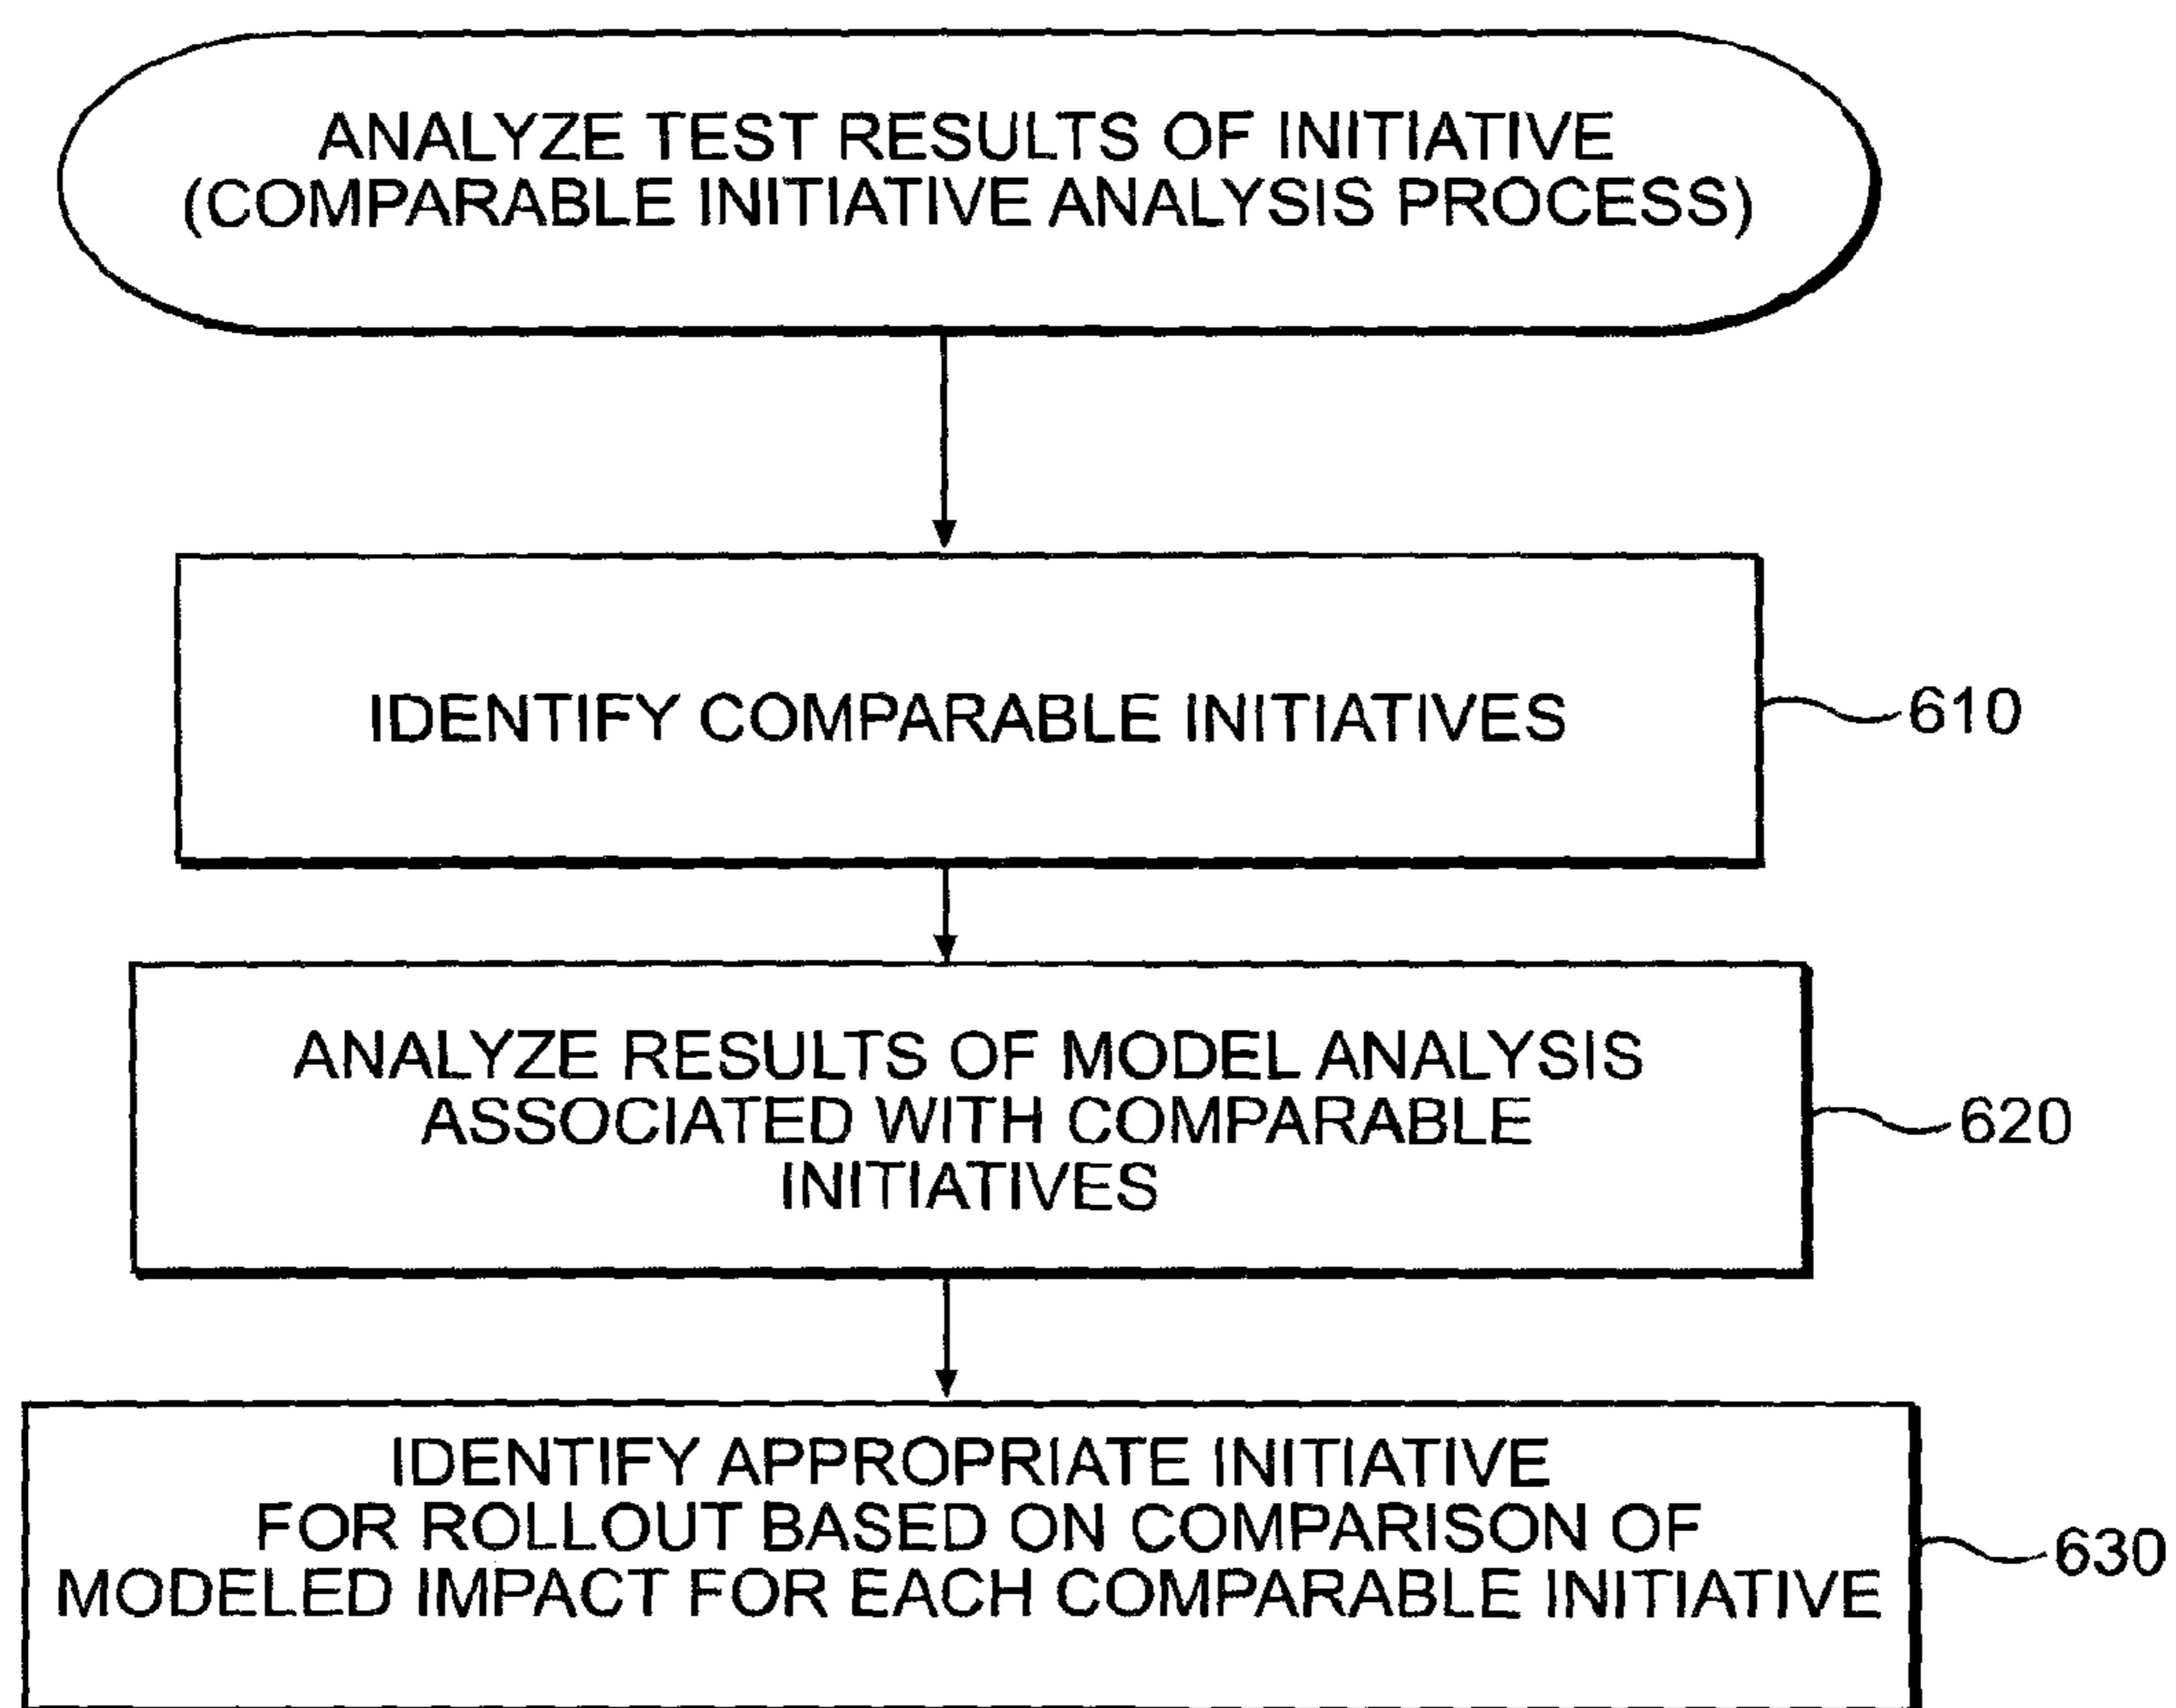 ANALYZE TEST RESULTS OF INITIATIVE
(COMPARABLE INITIATIVE ANALYSIS PROCESS)
IDENTIFY COMPARABLE INITIATIVES
610
ANALYZE RESULTS OF MODEL ANALYSIS
ASSOCIATED WITH COMPARABLE
INITIATIVES
620
IDENTIFY APPROPRIATE INITIATIVE
FOR ROLLOUT BASED ON COMPARISON OF
MODELED IMPACT FOR EACH COMPARABLE INITIATIVE
630